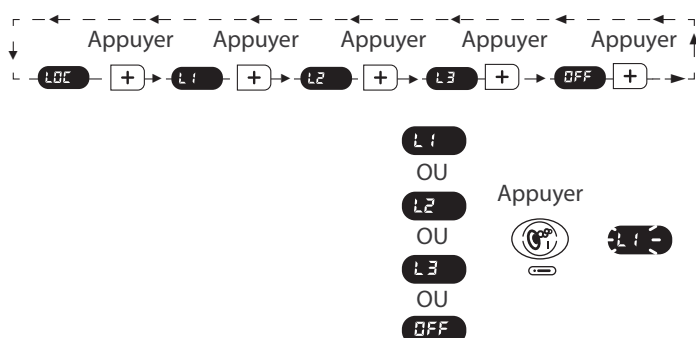 Appuyer Appuyer Appuyer Appuyer Appuyer
LOC + L1 + L2 + L3 + OFF +
L1
OU
L2
OU
L3
OU
OFF
Appuyer
L1